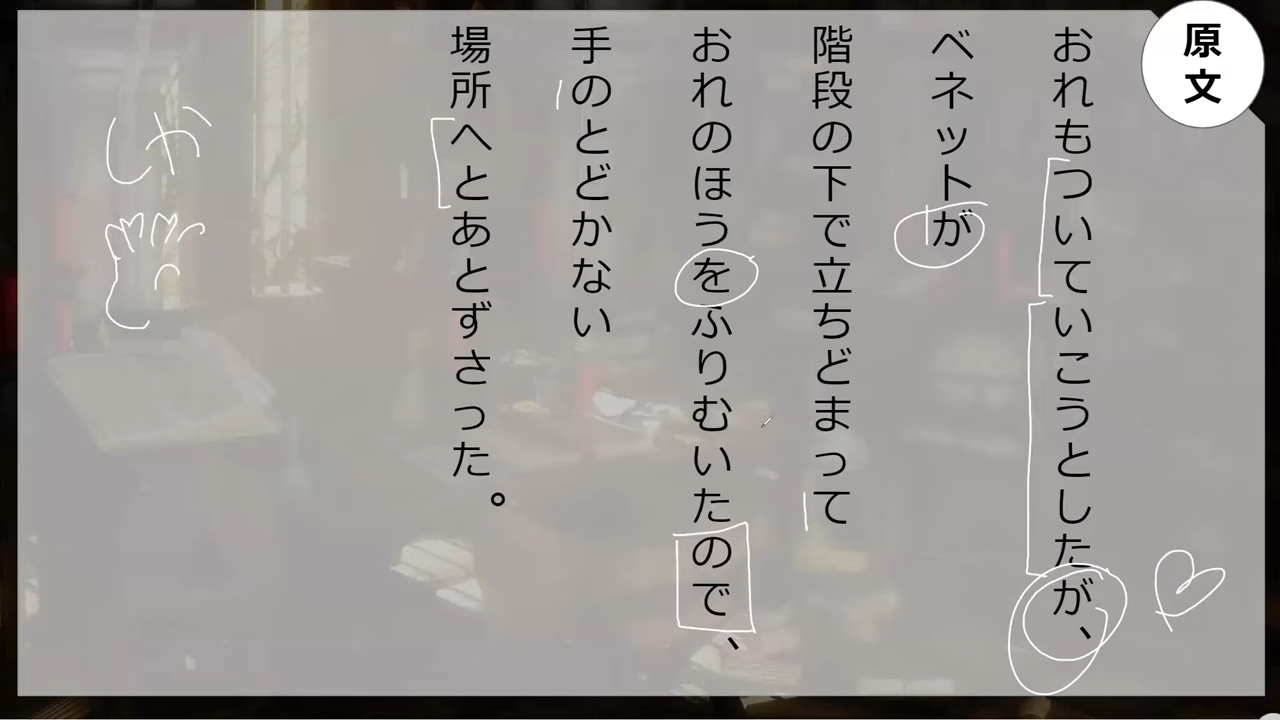 原文
おれもついていこうとしたが、
ベネットが
階段の下で立ちどまって
おれのほうをふりむいたので、
手のとどかない
場所へとあとずさった。